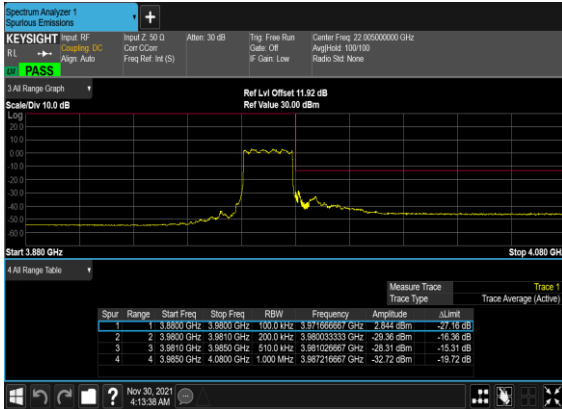 Spectrum Analyzer 1
Spurious Emissions
KEYSIGHT Input: RF Input Z: 50 Ω Atten: 30 dB Trig: Free Run Center Freq: 22.005000000 GHz
RL Coupling: DC Corr CCorr Gate: Off Avg|Hold: 100/100
Align: Auto Freq Ref: Int (S) IF Gain: Low Radio Std: None
PASS
3 All Range Graph Ref Lvl Offset 11.92 dB
Scale/Div 10.0 dB Ref Value 30.00 dBm
Log
20.0
10.0
0.00
-10.0
-20.0
-30.0
-40.0
-50.0
-60.0
Start 3.880 GHz Stop 4.080 GH
4 All Range Table
Measure Trace Trace 1
Trace Type Trace Average (Active)
Spur Range Start Freq Stop Freq RBW Frequency Amplitude ΔLimit
1 1 3.8800 GHz 3.9800 GHz 100.0 kHz 3.971666667 GHz 2.844 dBm -27.16 dB
2 2 3.9800 GHz 3.9810 GHz 200.0 kHz 3.980033333 GHz -29.36 dBm -16.36 dB
3 3 3.9810 GHz 3.9850 GHz 510.0 kHz 3.981026667 GHz -28.31 dBm -15.31 dB
4 4 3.9850 GHz 4.0800 GHz 1.000 MHz 3.987216667 GHz -32.72 dBm -19.72 dB
? Nov 30, 2021
4:13:38 AM